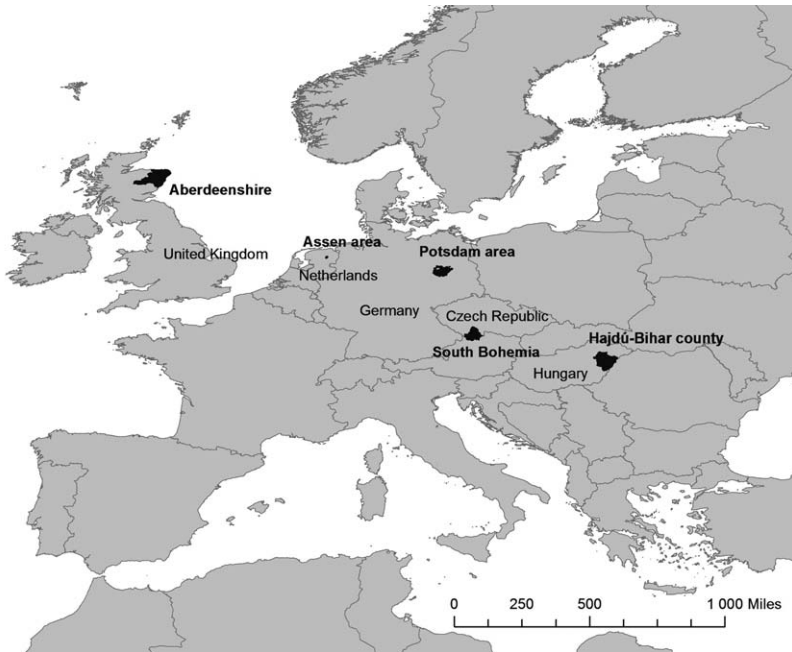 Aberdeenshire
United Kingdom
Assen area
Netherlands
Potsdam area
Germany
Czech Republic
South Bohemia
Hajdú-Bihar county
Hungary
0 250 500 1 000 Miles